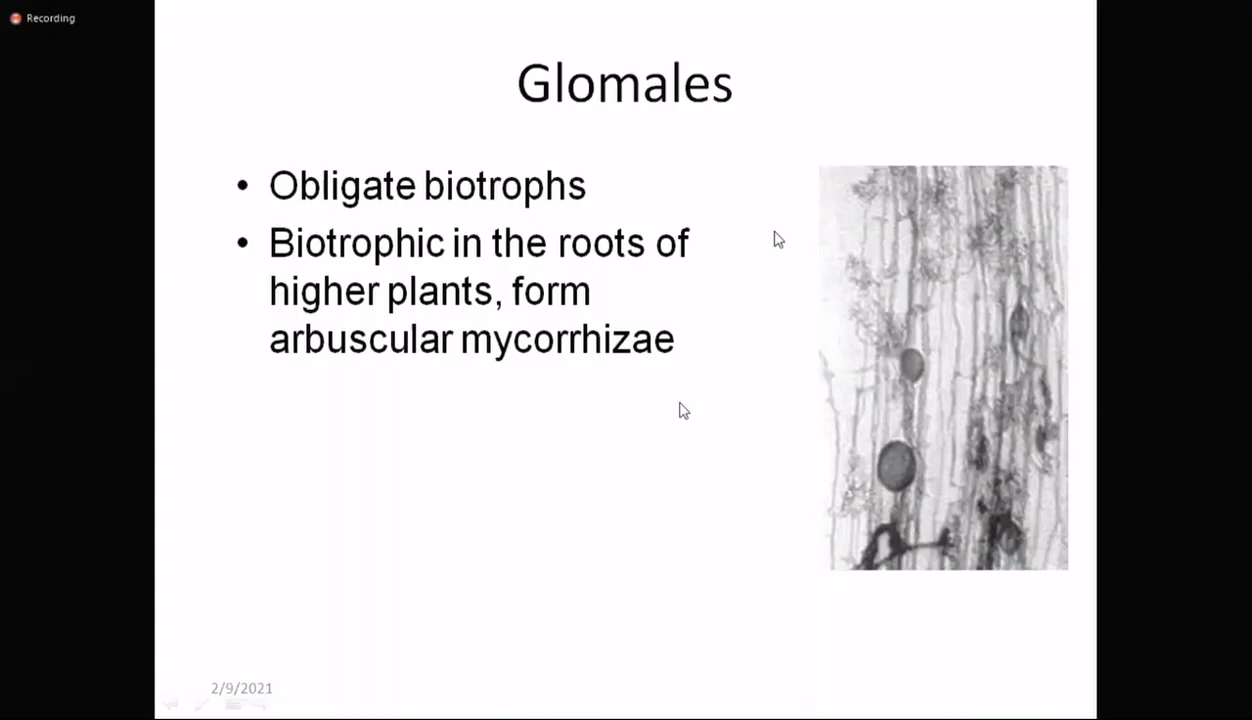 Recording
Glomales
• Obligate biotrophs
• Biotrophic in the roots of
higher plants, form
arbuscular mycorrhizae
2/9/2021